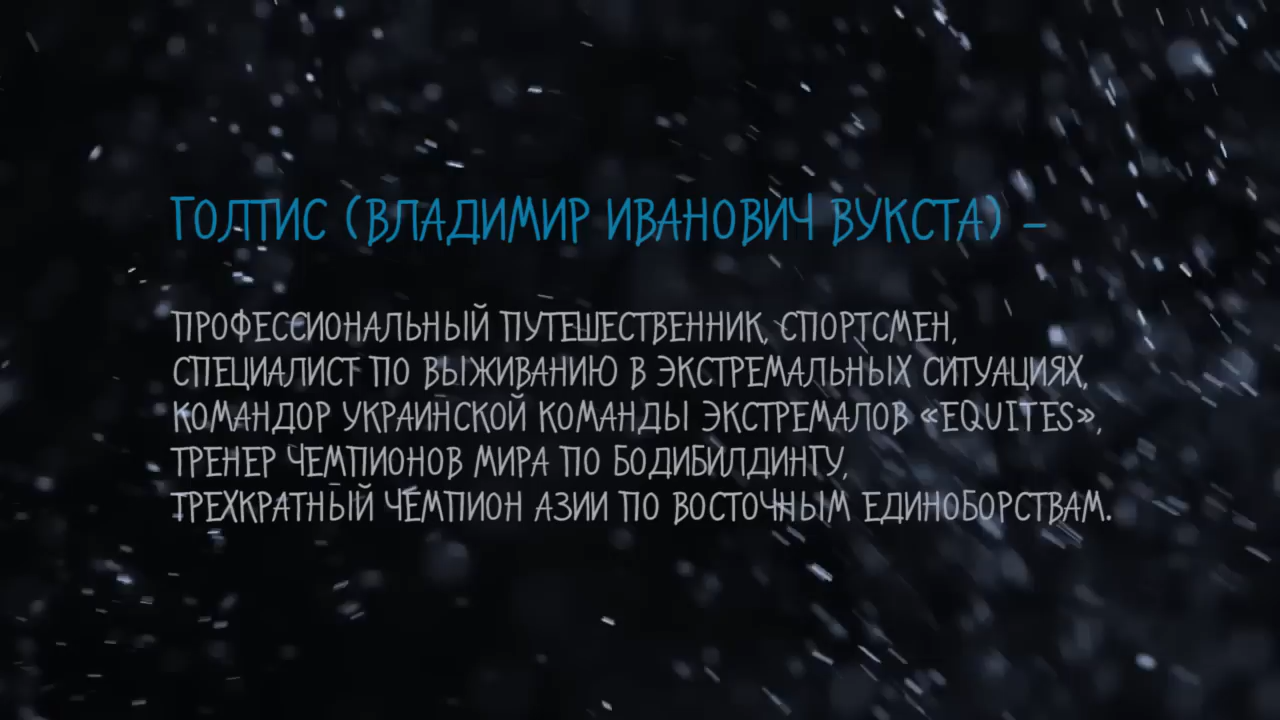 ГОЛТИС (ВЛАДИМИР ИВАНОВИЧ ВУКСТА) –
ПРОФЕССИОНАЛЬНЫЙ ПУТЕШЕСТВЕННИК, СПОРТСМЕН,
СПЕЦИАЛИСТ ПО ВЫЖИВАНИЮ В ЭКСТРЕМАЛЬНЫХ СИТУАЦИЯХ,
КОМАНДОР УКРАИНСКОЙ КОМАНДЫ ЭКСТРЕМАЛОВ «EQUITES»,
ТРЕНЕР ЧЕМПИОНОВ МИРА ПО БОДИБИЛДИНГУ,
ТРЕХКРАТНЫЙ ЧЕМПИОН АЗИИ ПО ВОСТОЧНЫМ ЕДИНОБОРСТВАМ.